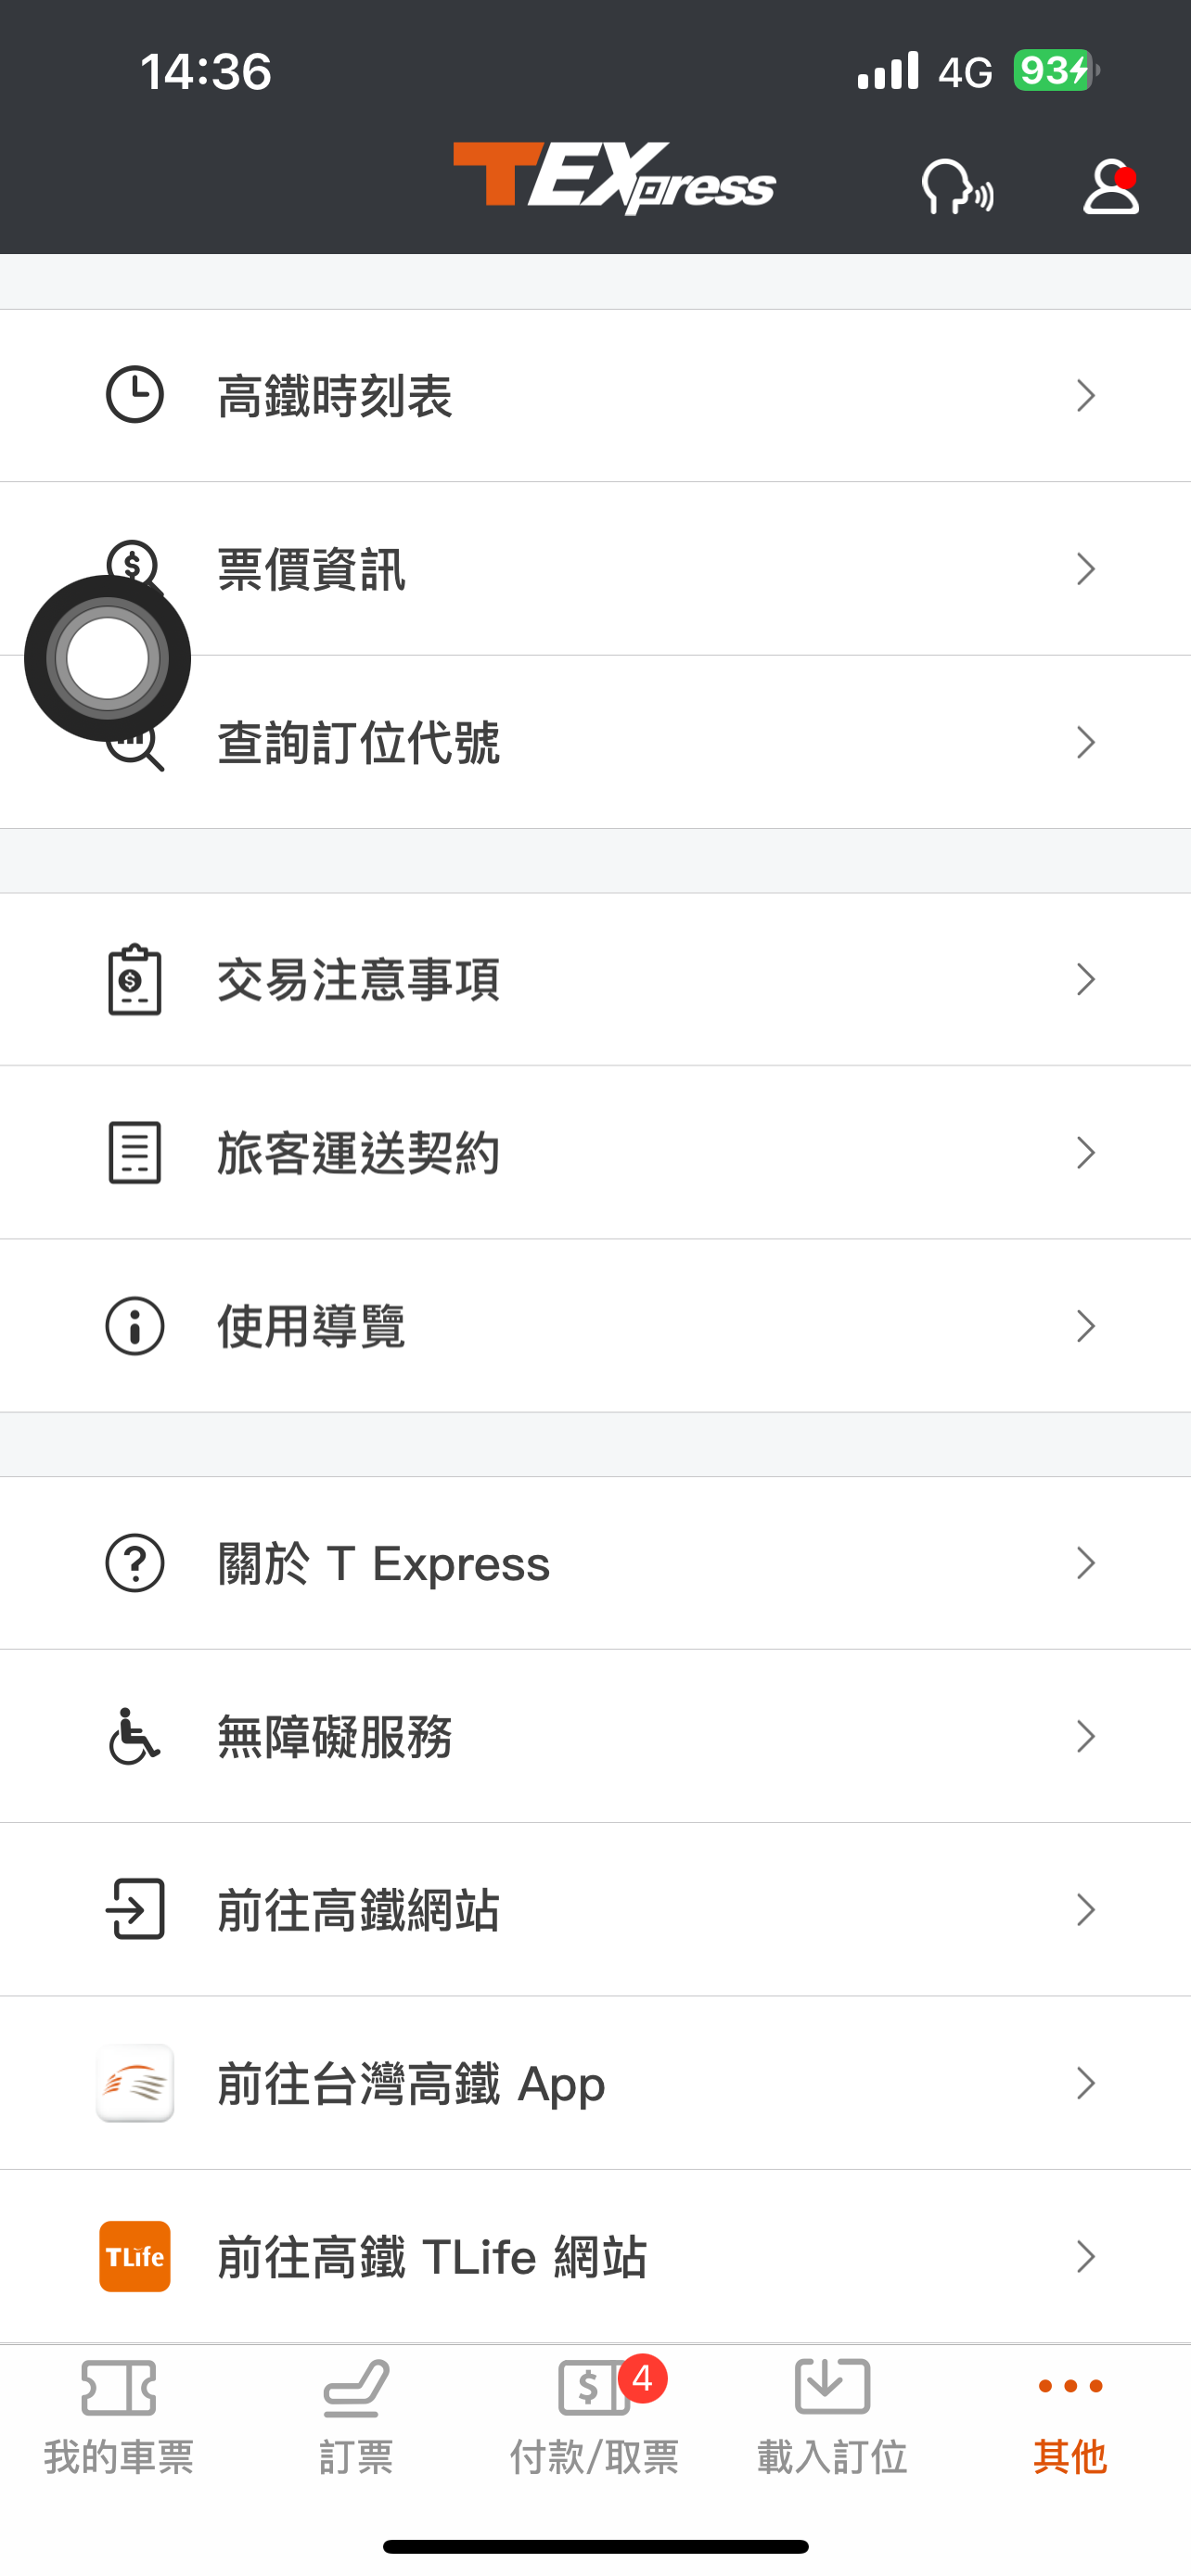 14:36
4G 93
TEXpress
高鐵時刻表
票價資訊
查詢訂位代號
交易注意事項
旅客運送契約
使用導覽
關於 T Express
無障礙服務
前往高鐵網站
前往台灣高鐵 App
TLife 前往高鐵 TLife 網站
4
我的車票 訂票 付款/取票 載入訂位 其他